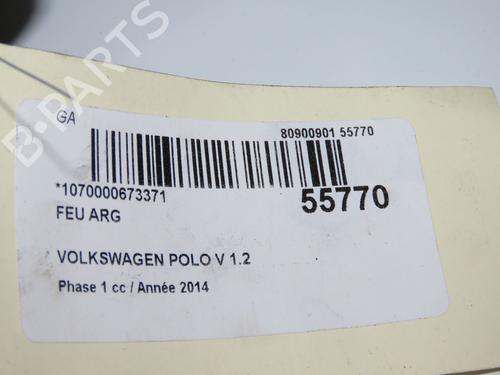 GA
80900901 55770
*1070000673371
55770
FEU ARG
VOLKSWAGEN POLO V 1.2
Phase 1 cc / Année 2014
B-PARTS